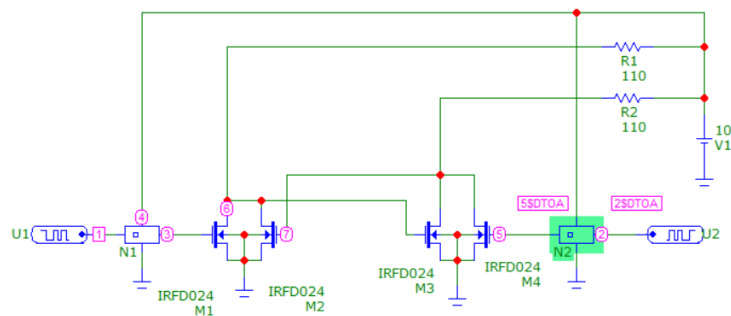 R1
110
R2
110
10
V1
4
6
5$DTOA
2$DTOA
U1
1
3
7
5
2
U2
N1
N2
IRFD024
M1
IRFD024
M2
IRFD024
M3
IRFD024
M4